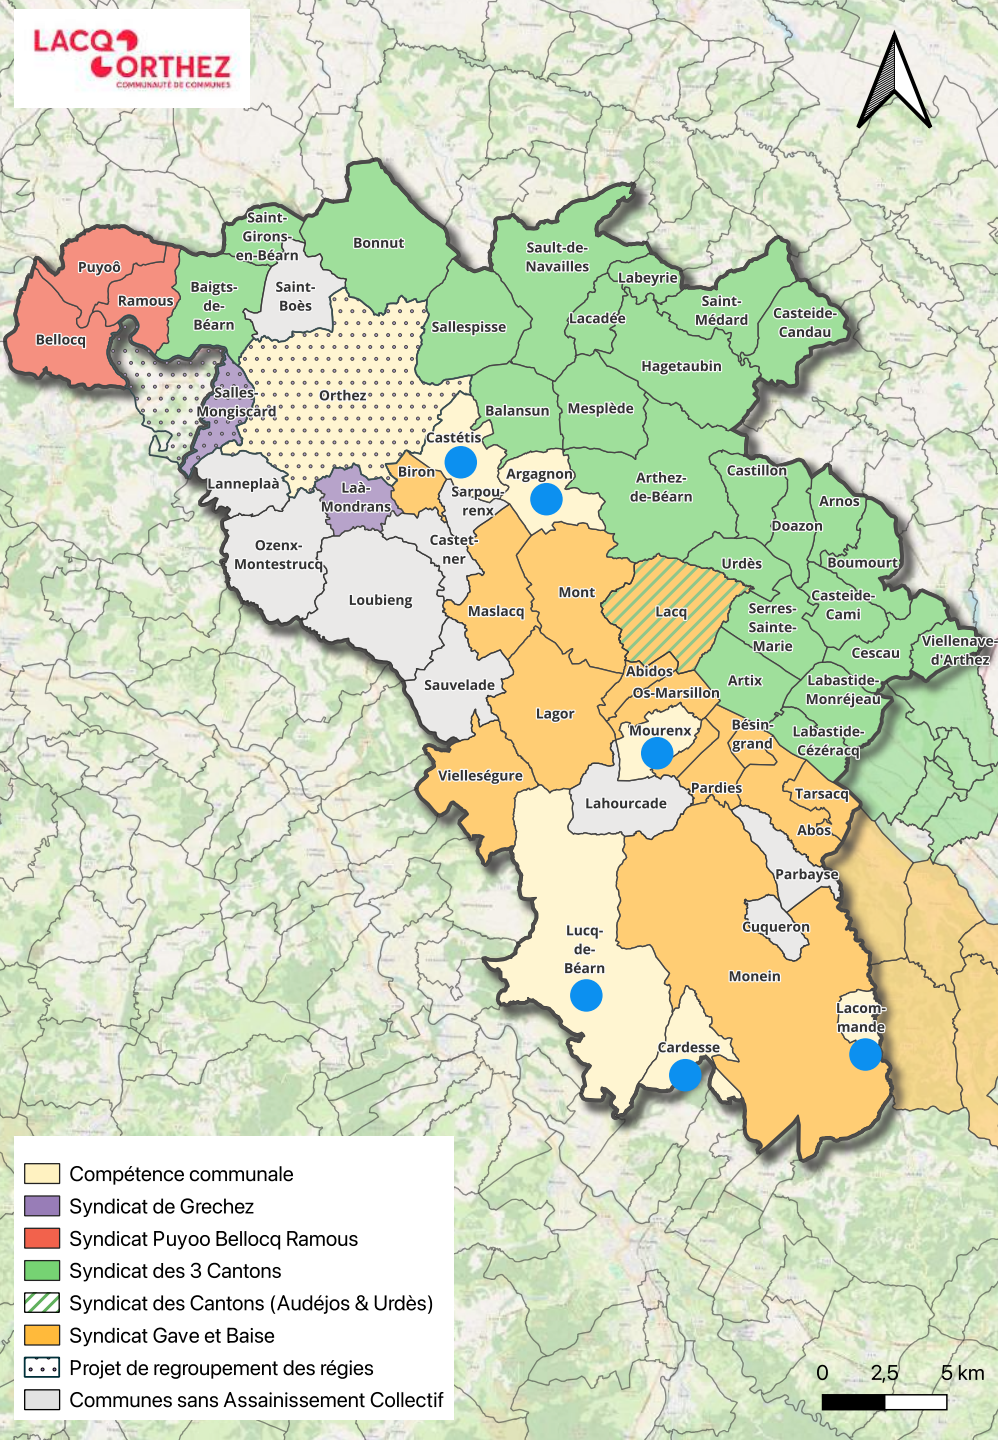 LACQ
ORTHEZ
COMMUNAUTÉ DE COMMUNES
Saint-
Girons-
en-Béarn
Bonnut
Sault-de-
Navailles
Puyoô
Labeyrie
Ramous
Baigts-
de-
Béarn
Saint-
Boès
Saint-
Médard
Casteide-
Candau
Lacadée
Sallespisse
Bellocq
Hagetaubin
Salles-
Mongiscard
Orthez
Balansun
Mesplède
Castétis
Biron
Argagnon
Castillon
Lanneplaà
Laà-
Mondrans
Sarpou-
renx
Arthez-
de-Béarn
Arnos
Doazon
Ozenx-
Montestrucq
Castet-
ner
Urdès
Boumourt
Loubieng
Maslacq
Mont
Lacq
Serres-
Sainte-
Marie
Casteide-
Cami
Viellenave-
d'Arthez
Cescau
Abidos
Sauvelade
Os-Marsillon
Artix
Labastide-
Monréjeau
Lagor
Mourenx
Bésin-
grand
Labastide-
Cézéracq
Vielleségure
Pardies
Tarsacq
Lahourcade
Abos
Parbayse
Cuqueron
Lucq-
de-
Béarn
Monein
Lacom-
mande
Cardesse
Compétence communale
Syndicat de Grechez
Syndicat Puyoo Bellocq Ramous
Syndicat des 3 Cantons
Syndicat des Cantons (Audéjos & Urdès)
Syndicat Gave et Baise
Projet de regroupement des régies
Communes sans Assainissement Collectif
0 2,5 5 km